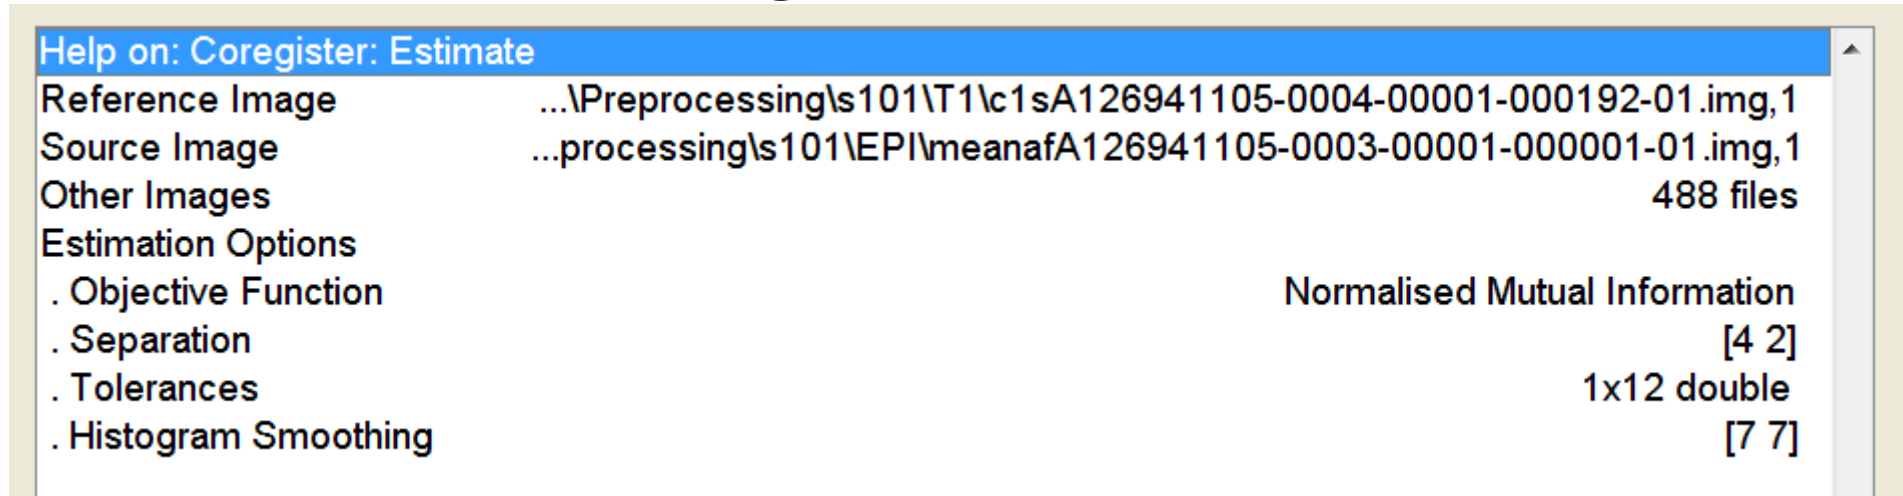 Help on: Coregister: Estimate
Reference Image ...\Preprocessing\s101\T1\c1sA126941105-0004-00001-000192-01.img,1
Source Image ...processing\s101\EPI\meanafA126941105-0003-00001-000001-01.img,1
Other Images 488 files
Estimation Options
. Objective Function Normalised Mutual Information
. Separation [4 2]
. Tolerances 1x12 double
. Histogram Smoothing [7 7]